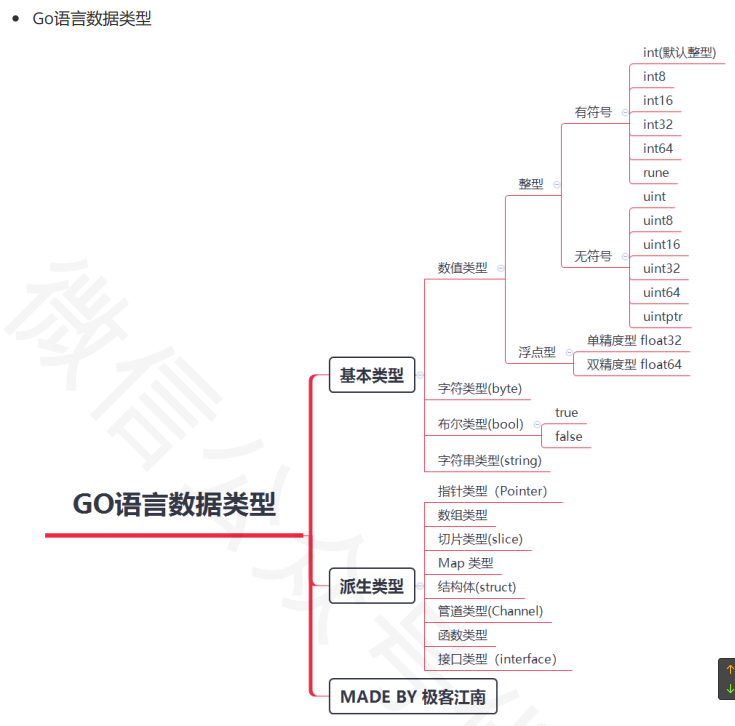 Go语言数据类型
GO语言数据类型
基本类型
数值类型
整型
有符号
int(默认整型)
int8
int16
int32
int64
rune
无符号
uint
uint8
uint16
uint32
uint64
uintptr
浮点型
单精度型 float32
双精度型 float64
字符类型(byte)
布尔类型(bool)
true
false
字符串类型(string)
派生类型
指针类型（Pointer）
数组类型
切片类型(slice)
Map 类型
结构体(struct)
管道类型(Channel)
函数类型
接口类型（interface）
MADE BY 极客江南
微信公众号